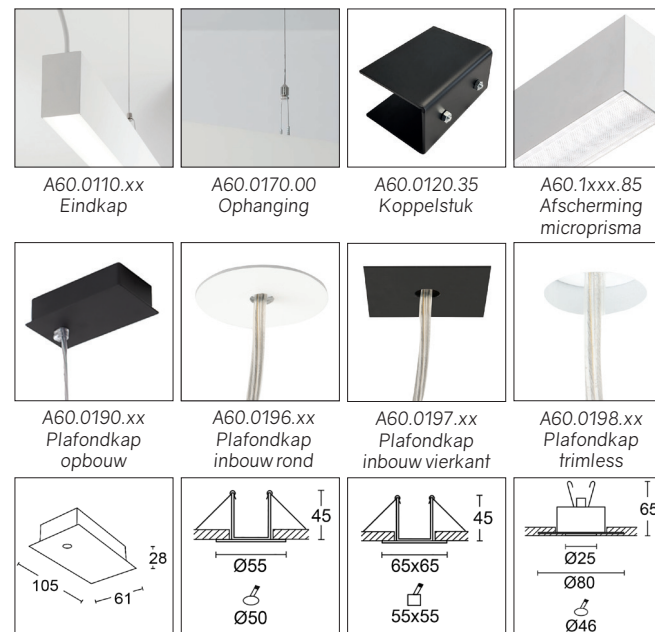 A60.0110.xx
Eindkap
A60.0170.00
Ophanging
A60.0120.35
Koppelstuk
A60.1xxx.85
Afscherming
microprisma
A60.0190.xx
Plafondkap
opbouw
A60.0196.xx
Plafondkap
inbouw rond
A60.0197.xx
Plafondkap
inbouw vierkant
A60.0198.xx
Plafondkap
trimless
28
105
61
45
Ø55
Ø50
45
65x65
55x55
65
Ø25
Ø80
Ø46